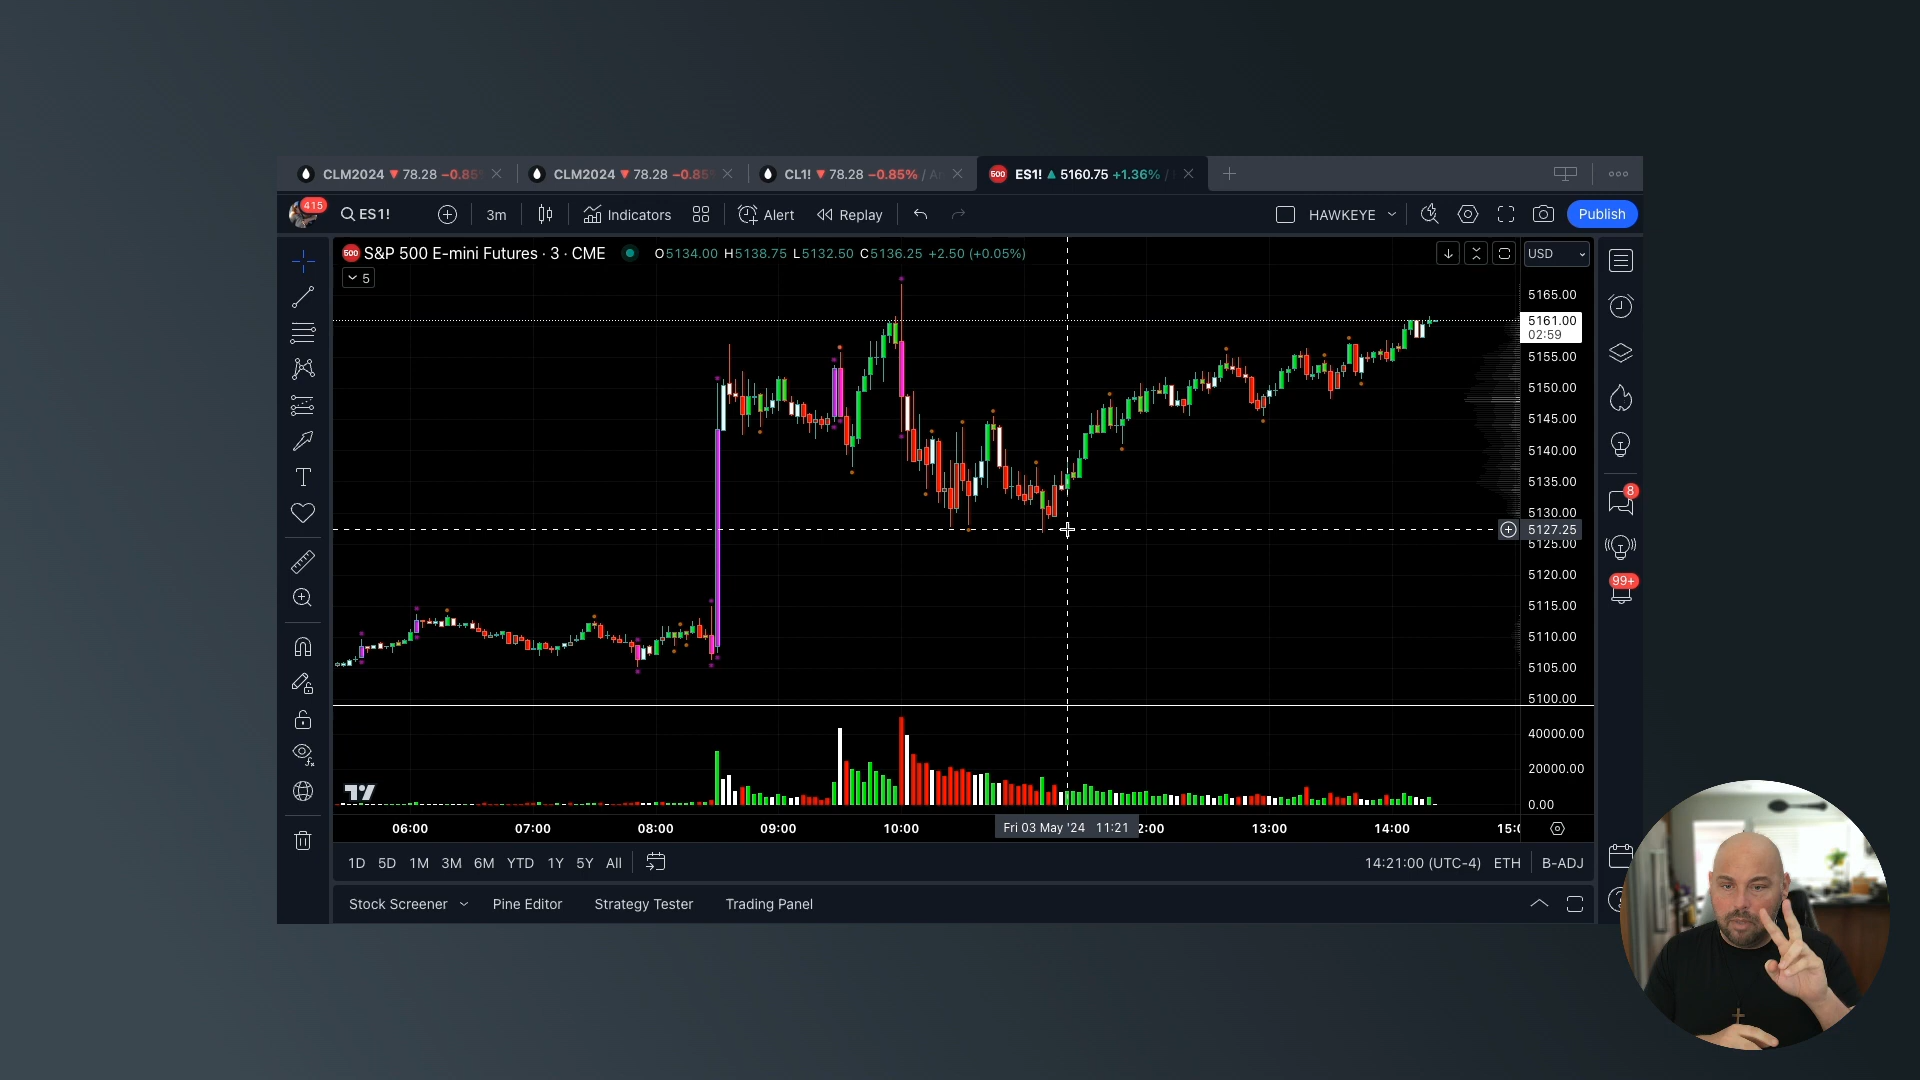 CLM2024 ▼ 78.28 −0.85
CLM2024 ▼ 78.28 −0.85
CL1! ▼ 78.28 −0.85% /
500 ES1! ▲ 5160.75 +1.36% /
415
ES1!
3m
Indicators
Alert
Replay
HAWKEYE
Publish
500 S&P 500 E-mini Futures · 3 · CME
O5134.00 H5138.75 L5132.50 C5136.25 +2.50 (+0.05%)
USD
5
5165.00
5161.00
02:59
5155.00
5150.00
5145.00
5140.00
5135.00
5130.00
5127.25
5125.00
5120.00
5115.00
5110.00
5105.00
5100.00
40000.00
20000.00
0.00
8
99+
06:00
07:00
08:00
09:00
10:00
Fri 03 May '24 11:21
2:00
13:00
14:00
15:
1D 5D 1M 3M 6M YTD 1Y 5Y All
14:21:00 (UTC-4) ETH B-ADJ
Stock Screener
Pine Editor
Strategy Tester
Trading Panel